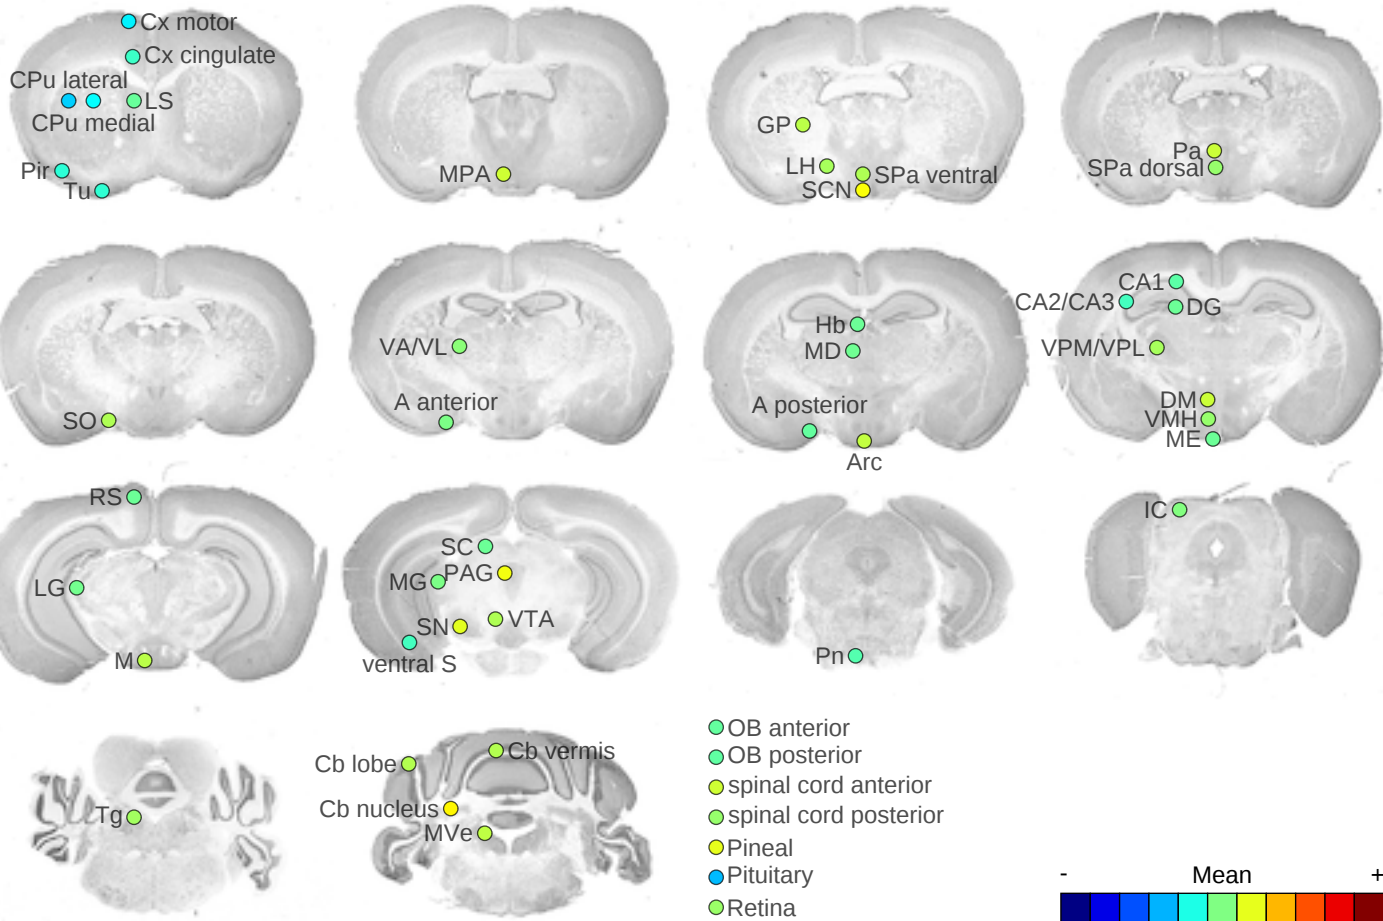 Cx motor
Cx cingulate
CPu lateral
LS
CPu medial
Pir
Tu
MPA
GP
LH
SPa ventral
SCN
Pa
SPa dorsal
SO
VA/VL
A anterior
Hb
MD
A posterior
Arc
CA1
CA2/CA3
DG
VPM/VPL
DM
VMH
ME
RS
LG
M
SC
PAG
MG
VTA
SN
ventral S
Pn
IC
Tg
Cb vermis
Cb lobe
Cb nucleus
MVe
OB anterior
OB posterior
spinal cord anterior
spinal cord posterior
Pineal
Pituitary
Retina
- Mean +